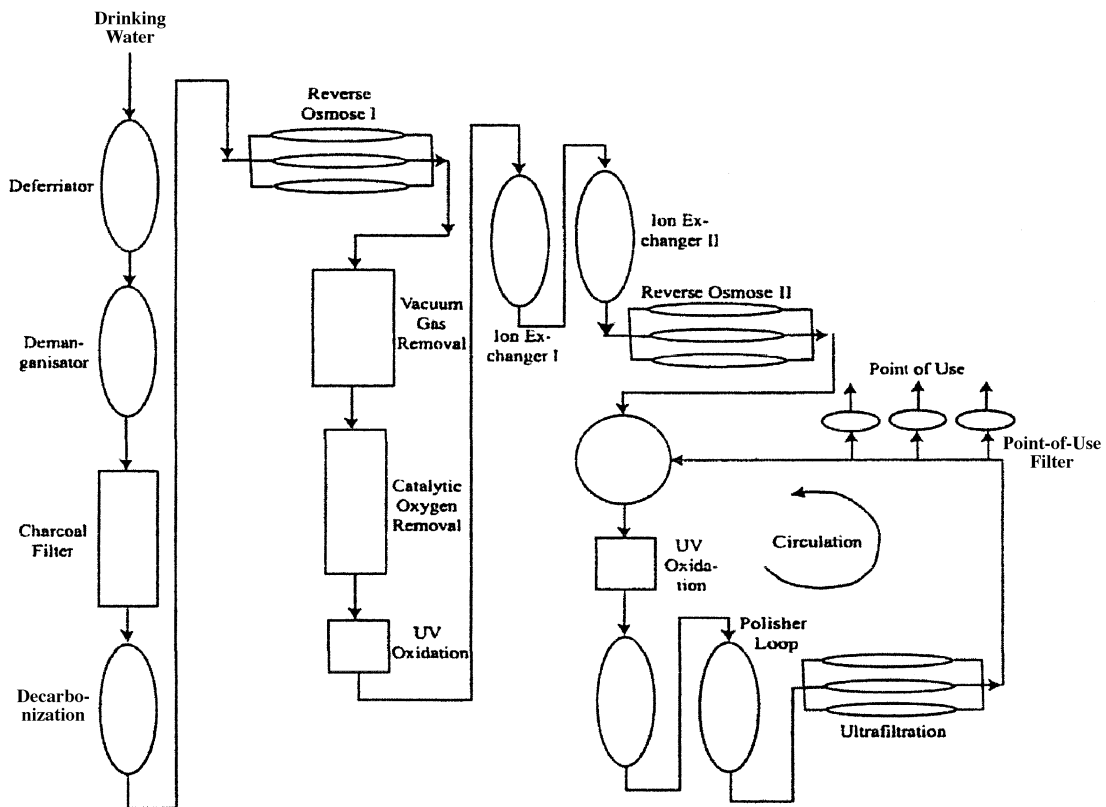 Drinking
Water
Deferriator
Deman-
ganisator
Charcoal
Filter
Decarbo-
nization
Reverse
Osmose I
Vacuum
Gas
Removal
Catalytic
Oxygen
Removal
UV
Oxidation
Ion Ex-
changer I
Ion Ex-
changer II
Reverse Osmose II
Point of Use
Point-of-Use
Filter
UV
Oxida-
tion
Circulation
Polisher
Loop
Ultrafiltration